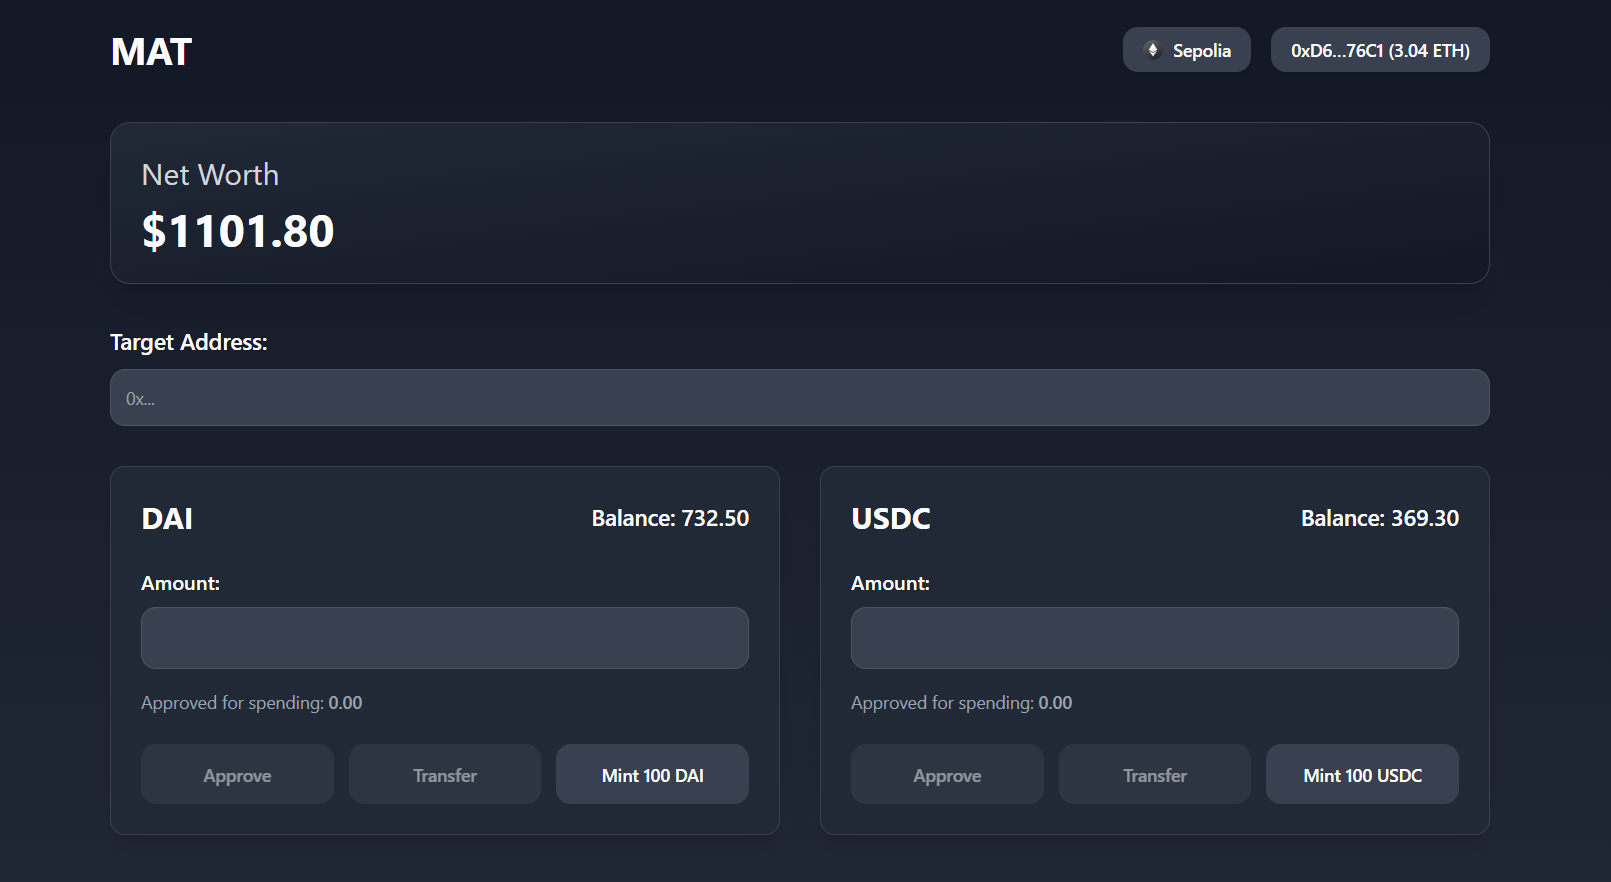 MAT
Sepolia
0xD6...76C1 (3.04 ETH)
Net Worth
$1101.80
Target Address:
0x...
DAI
Balance: 732.50
Amount:
Approved for spending: 0.00
Approve
Transfer
Mint 100 DAI
USDC
Balance: 369.30
Amount:
Approved for spending: 0.00
Approve
Transfer
Mint 100 USDC